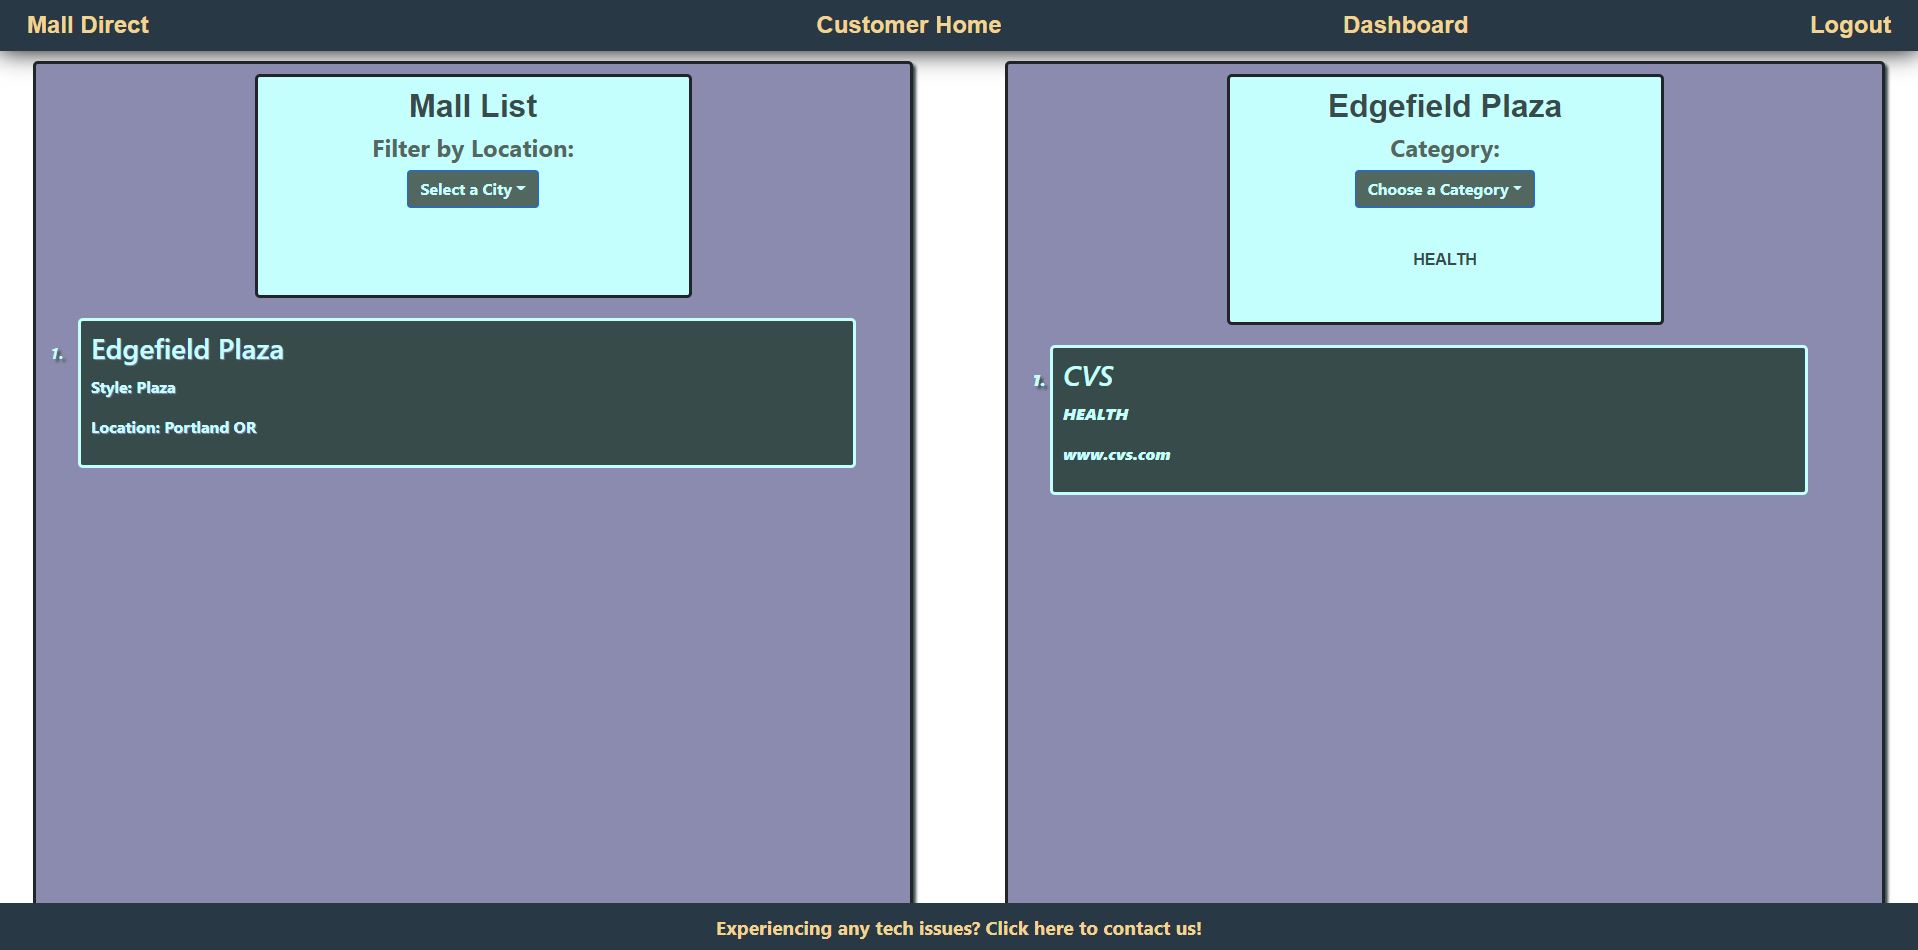 Mall Direct Customer Home Dashboard Logout
Mall List
Filter by Location:
Select a City
1.
Edgefield Plaza
Style: Plaza
Location: Portland OR
Edgefield Plaza
Category:
Choose a Category
HEALTH
1.
CVS
HEALTH
www.cvs.com
Experiencing any tech issues? Click here to contact us!